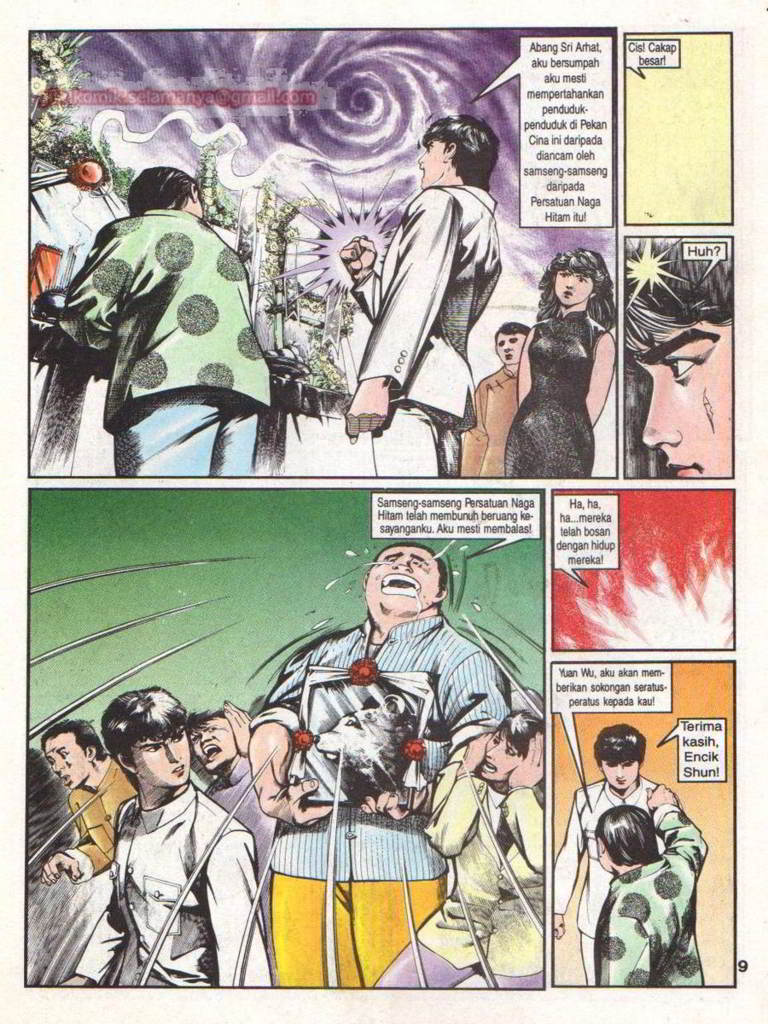 Abang Sri Arhat,
aku bersumpah
aku mesti
mempertahankan
penduduk-
penduduk di Pekan
Cina ini daripada
diancam oleh
samseng-samseng
daripada
Persatuan Naga
Hitam itu!
Cis! Cakap
besar!
Huh?
Samseng-samseng Persatuan Naga
Hitam telah membunuh beruang ke-
sayanganku. Aku mesti membalas!
Ha, ha,
ha...mereka
telah bosan
dengan hidup
mereka!
Yuan Wu, aku akan mem-
berikan sokongan seratus-
peratus kepada kau!
Terima
kasih,
Encik
Shun!
9